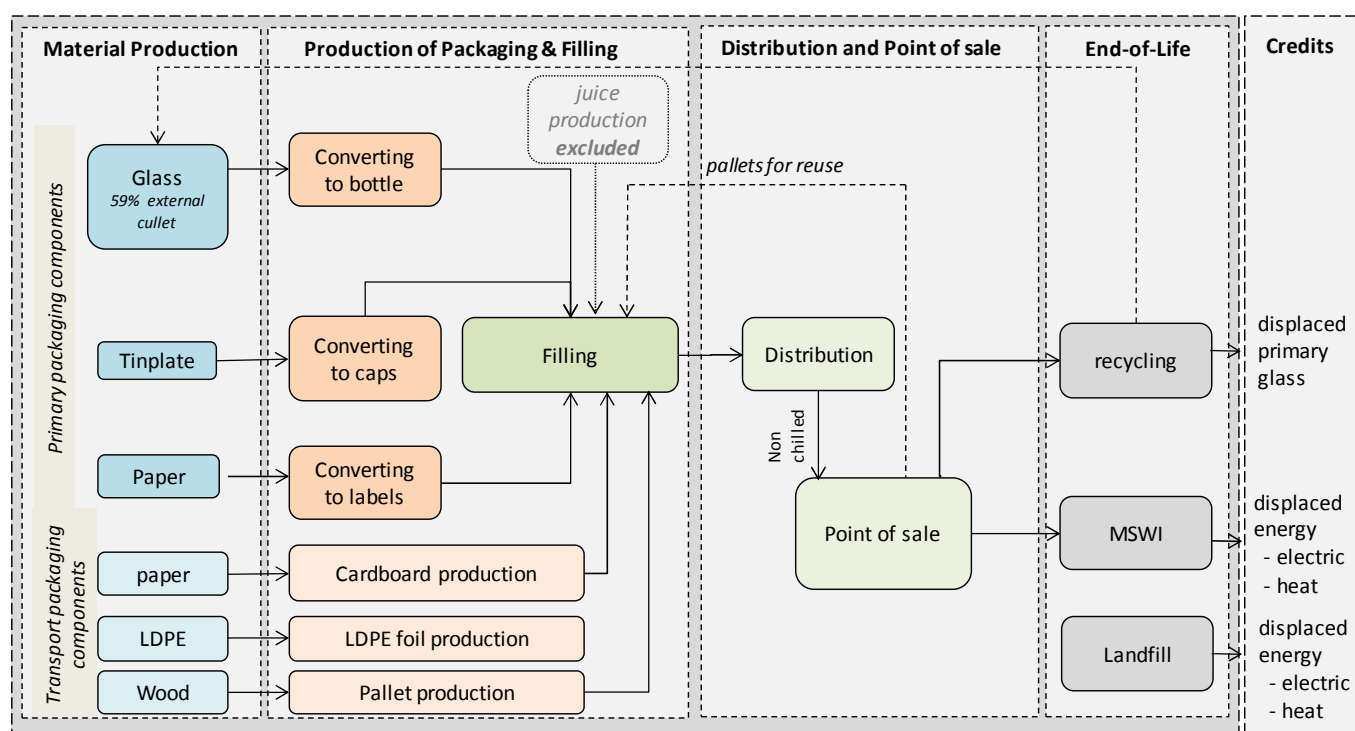 Material Production
Production of Packaging & Filling
Distribution and Point of sale
End-of-Life
Credits
Primary packaging components
Transport packaging
components
Glass
59% external
cullet
Tinplate
Paper
paper
LDPE
Wood
Converting
to bottle
Converting
to caps
Converting
to labels
Cardboard production
LDPE foil production
Pallet production
juice
production
excluded
Filling
pallets for reuse
Distribution
Non
chilled
Point of sale
recycling
MSWI
Landfill
displaced
primary
glass
displaced
energy
- electric
- heat
displaced
energy
- electric
- heat